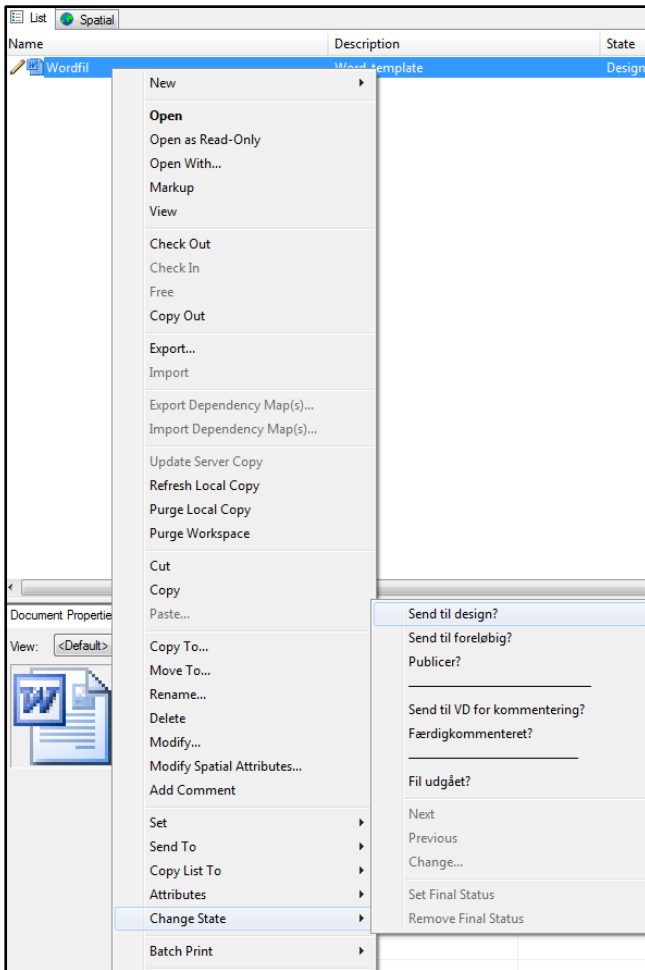 List Spatial
Name Description State
Wordfil Word-template Design
New
Open
Open as Read-Only
Open With...
Markup
View
Check Out
Check In
Free
Copy Out
Export...
Import
Export Dependency Map(s)...
Import Dependency Map(s)...
Update Server Copy
Refresh Local Copy
Purge Local Copy
Purge Workspace
Cut
Copy
Paste...
Copy To...
Move To...
Rename...
Delete
Modify...
Modify Spatial Attributes...
Add Comment
Set
Send To
Copy List To
Attributes
Change State
Batch Print
Document Propertie
View: <Default>
Send til design?
Send til foreløbig?
Publicer?
Send til VD for kommentering?
Færdigkommenteret?
Fil udgået?
Next
Previous
Change...
Set Final Status
Remove Final Status